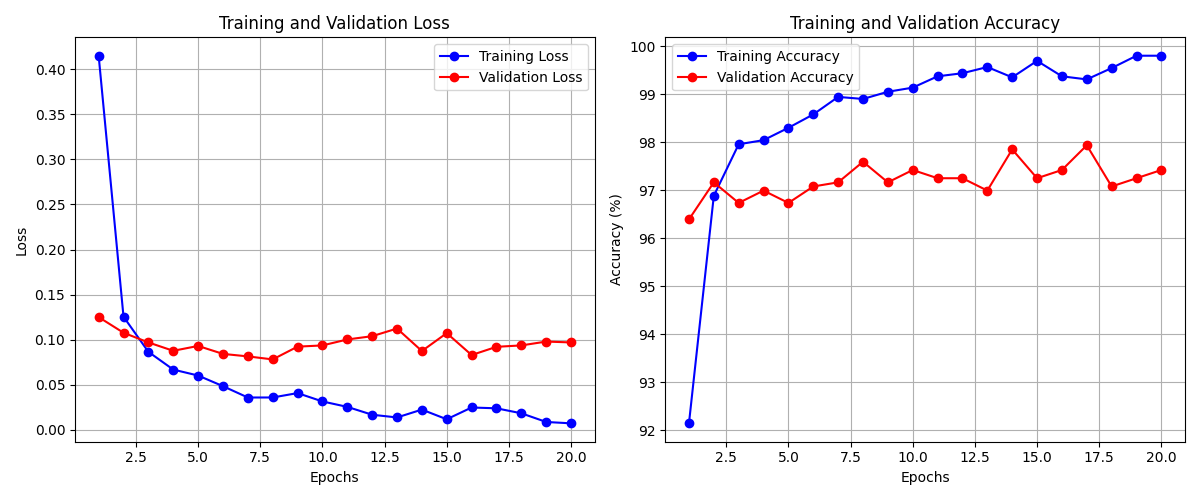 Training and Validation Loss
Training Loss
Validation Loss
0.40
0.35
0.30
0.25
0.20
0.15
0.10
0.05
0.00
Loss
2.5 5.0 7.5 10.0 12.5 15.0 17.5 20.0
Epochs
Training and Validation Accuracy
Training Accuracy
Validation Accuracy
100
99
98
97
96
95
94
93
92
Accuracy (%)
2.5 5.0 7.5 10.0 12.5 15.0 17.5 20.0
Epochs